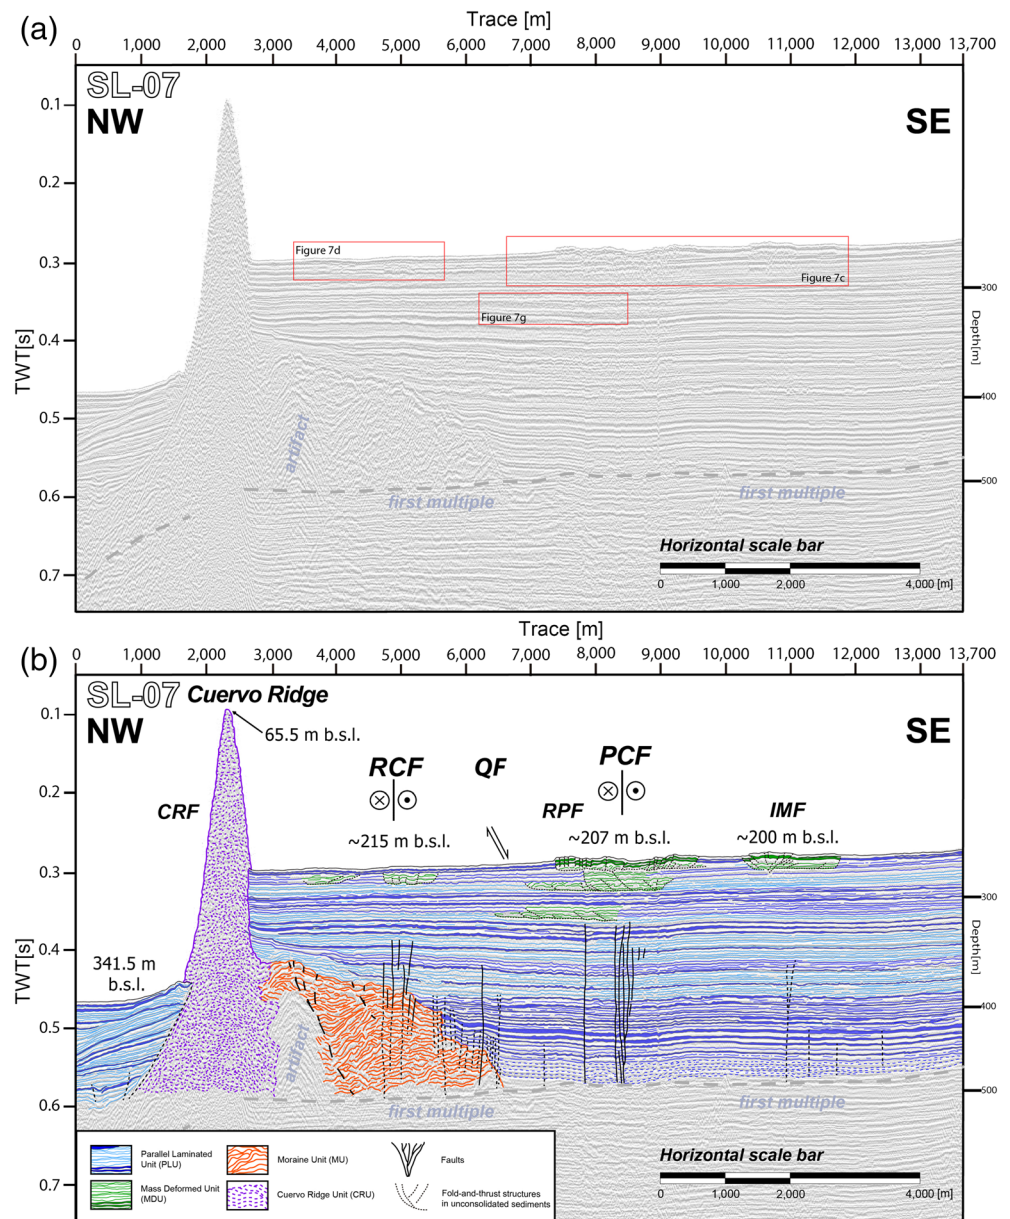 (a)
Trace [m]
0 1,000 2,000 3,000 4,000 5,000 6,000 7,000 8,000 9,000 10,000 11,000 12,000 13,000 13,700
SL-07
NW SE
0.1
0.2
0.3
0.4
0.5
0.6
0.7
TWT[s]
Figure 7d
Figure 7c
Figure 7g
300
400
500
Depth[m]
artifact
first multiple
first multiple
Horizontal scale bar
0 1,000 2,000 4,000 [m]
(b)
Trace [m]
0 1,000 2,000 3,000 4,000 5,000 6,000 7,000 8,000 9,000 10,000 11,000 12,000 13,000 13,700
SL-07 Cuervo Ridge
NW SE
65.5 m b.s.l.
RCF QF PCF
CRF RPF IMF
~215 m b.s.l. ~207 m b.s.l. ~200 m b.s.l.
0.1
0.2
0.3
0.4
0.5
0.6
0.7
TWT[s]
341.5 m
b.s.l.
300
400
500
Depth[m]
artifact
first multiple
first multiple
Parallel Laminated
Unit (PLU)
Moraine Unit (MU)
Faults
Mass Deformed Unit
(MDU)
Cuervo Ridge Unit (CRU)
Fold-and-thrust structures
in unconsolidated sediments
Horizontal scale bar
0 1,000 2,000 4,000 [m]